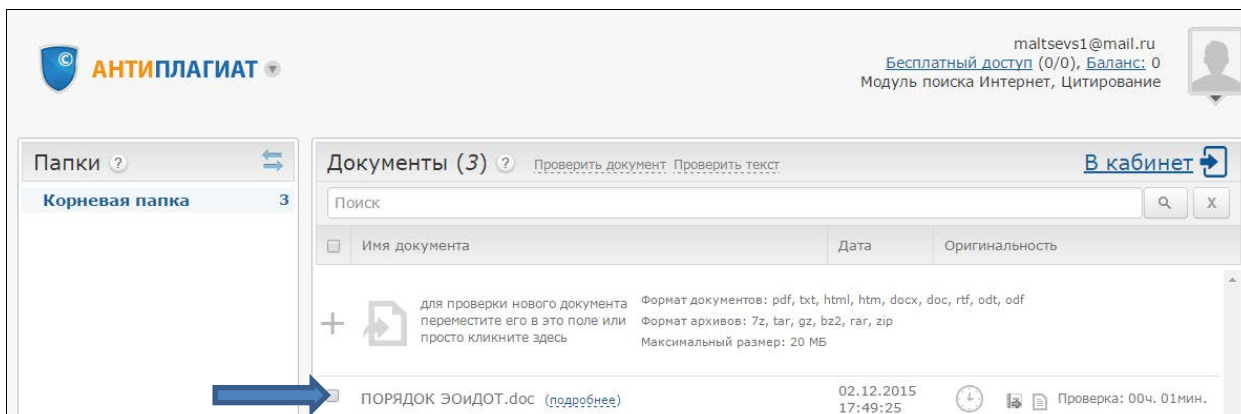 maltsevs1@mail.ru
АНТИПЛАГИАТ
Бесплатный доступ (0/0), Баланс: 0
Модуль поиска Интернет, Цитирование
Папки ?
Документы (3) ? Проверить документ Проверить текст
В кабинет
Корневая папка 3
Поиск
X
Имя документа Дата Оригинальность
для проверки нового документа
переместите его в это поле или
просто кликните здесь
Формат документов: pdf, txt, html, htm, docx, doc, rtf, odt, odf
Формат архивов: 7z, tar, gz, bz2, rar, zip
Максимальный размер: 20 МБ
ПОРЯДОК ЭОиДОТ.doc (подробнее)
02.12.2015
17:49:25
Проверка: 00ч. 01мин.